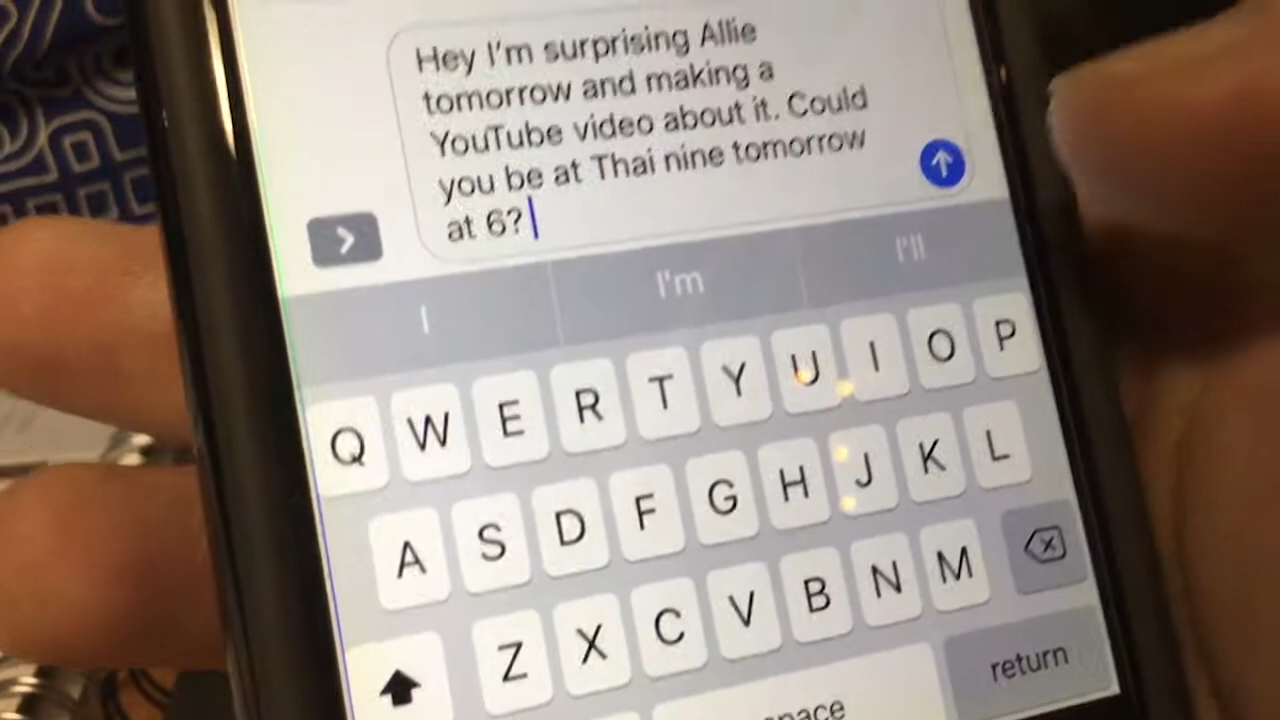 Hey I'm surprising Allie
tomorrow and making a
YouTube video about it. Could
you be at Thai nine tomorrow
at 6?
I I'm I'll
Q W E R T Y U I O P
A S D F G H J K L
Z X C V B N M
space return